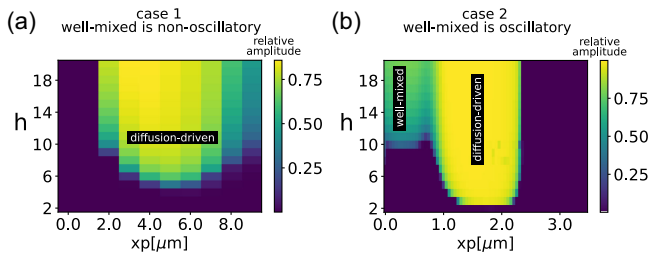 (a)
case 1
well-mixed is non-oscillatory
relative
amplitude
h
18
14
10
6
2
diffusion-driven
0.75
0.50
0.25
0.0
2.0
4.0
6.0
8.0
xp[μm]
(b)
case 2
well-mixed is oscillatory
relative
amplitude
h
18
14
10
6
2
well-mixed
diffusion-driven
0.75
0.50
0.25
0.0
1.0
2.0
3.0
xp[μm]